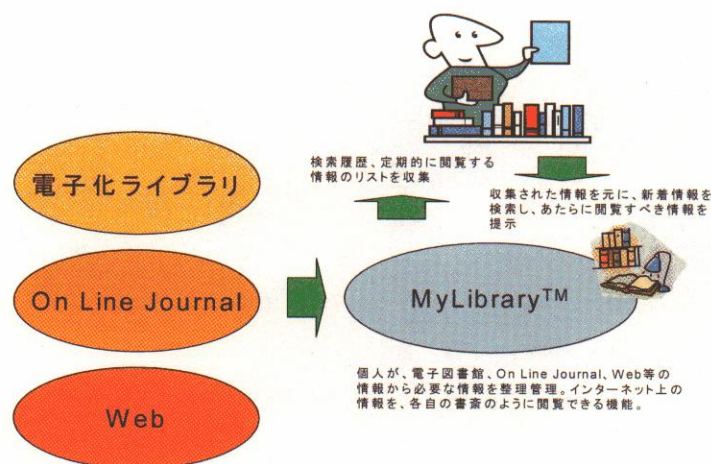 検索履歴、定期的に閲覧する
情報のリストを収集
収集された情報を元に、新着情報を
検索し、あたらに閲覧すべき情報を
提示
電子化ライブラリ
On Line Journal
Web
MyLibrary™
個人が、電子図書館、On Line Journal、Web等の
情報から必要な情報を整理管理。インターネット上の
情報を、各自の書斎のように閲覧できる機能。